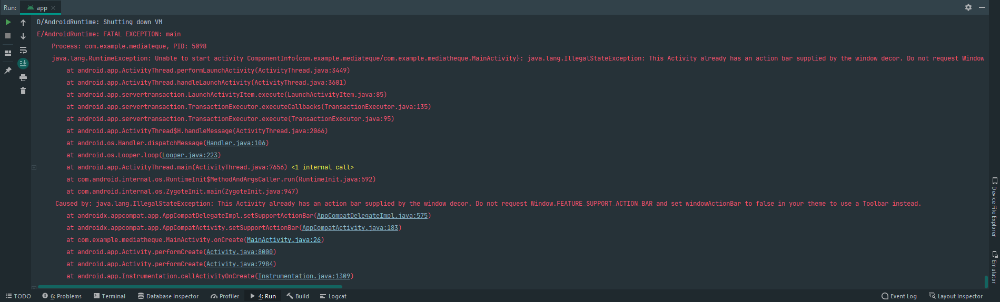 Run: app
D/AndroidRuntime: Shutting down VM
E/AndroidRuntime: FATAL EXCEPTION: main
Process: com.example.mediateque, PID: 5098
java.lang.RuntimeException: Unable to start activity ComponentInfo{com.example.mediateque/com.example.mediatheque.MainActivity}: java.lang.IllegalStateException: This Activity already has an action bar supplied by the window decor. Do not request Window
at android.app.ActivityThread.performLaunchActivity(ActivityThread.java:3449)
at android.app.ActivityThread.handleLaunchActivity(ActivityThread.java:3601)
at android.app.servertransaction.LaunchActivityItem.execute(LaunchActivityItem.java:85)
at android.app.servertransaction.TransactionExecutor.executeCallbacks(TransactionExecutor.java:135)
at android.app.servertransaction.TransactionExecutor.execute(TransactionExecutor.java:95)
at android.app.ActivityThread$H.handleMessage(ActivityThread.java:2066)
at android.os.Handler.dispatchMessage(Handler.java:106)
at android.os.Looper.loop(Looper.java:223)
at android.app.ActivityThread.main(ActivityThread.java:7656) <1 internal call>
at com.android.internal.os.RuntimeInit$MethodAndArgsCaller.run(RuntimeInit.java:592)
at com.android.internal.os.ZygoteInit.main(ZygoteInit.java:947)
Caused by: java.lang.IllegalStateException: This Activity already has an action bar supplied by the window decor. Do not request Window.FEATURE_SUPPORT_ACTION_BAR and set windowActionBar to false in your theme to use a Toolbar instead.
at androidx.appcompat.app.AppCompatDelegateImpl.setSupportActionBar(AppCompatDelegateImpl.java:575)
at androidx.appcompat.app.AppCompatActivity.setSupportActionBar(AppCompatActivity.java:183)
at com.example.mediatheque.MainActivity.onCreate(MainActivity.java:26)
at android.app.Activity.performCreate(Activity.java:8000)
at android.app.Activity.performCreate(Activity.java:7984)
at android.app.Instrumentation.callActivityOnCreate(Instrumentation.java:1309)
Device File Explorer
Emulator
TODO 6: Problems Terminal Database Inspector Profiler 4: Run Build Logcat Event Log Layout Inspector